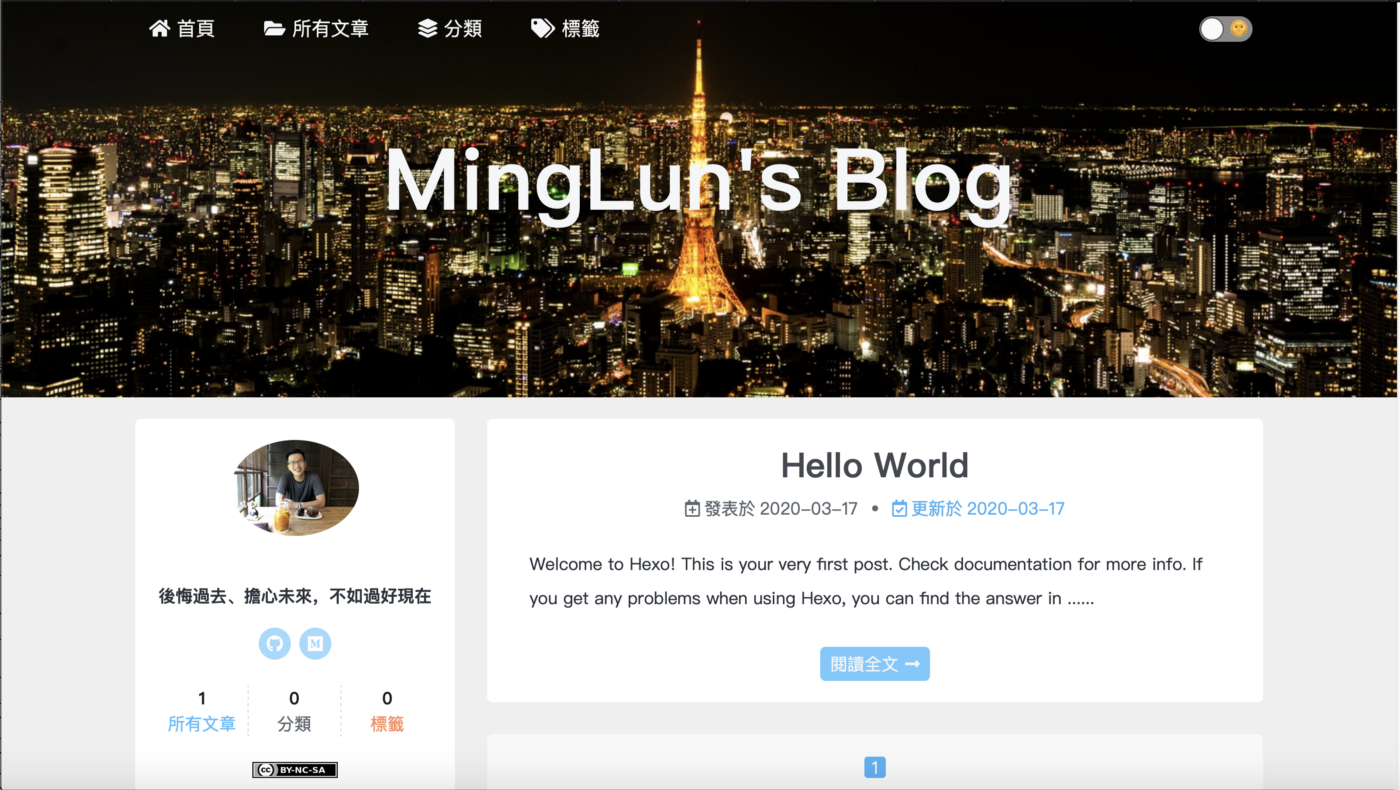 首頁
所有文章
分類
標籤
MingLun's Blog
後悔過去、擔心未來，不如過好現在
1
所有文章
0
分類
0
標籤
cc BY-NC-SA
Hello World
發表於 2020-03-17 • 更新於 2020-03-17
Welcome to Hexo! This is your very first post. Check documentation for more info. If
you get any problems when using Hexo, you can find the answer in ......
閱讀全文
1